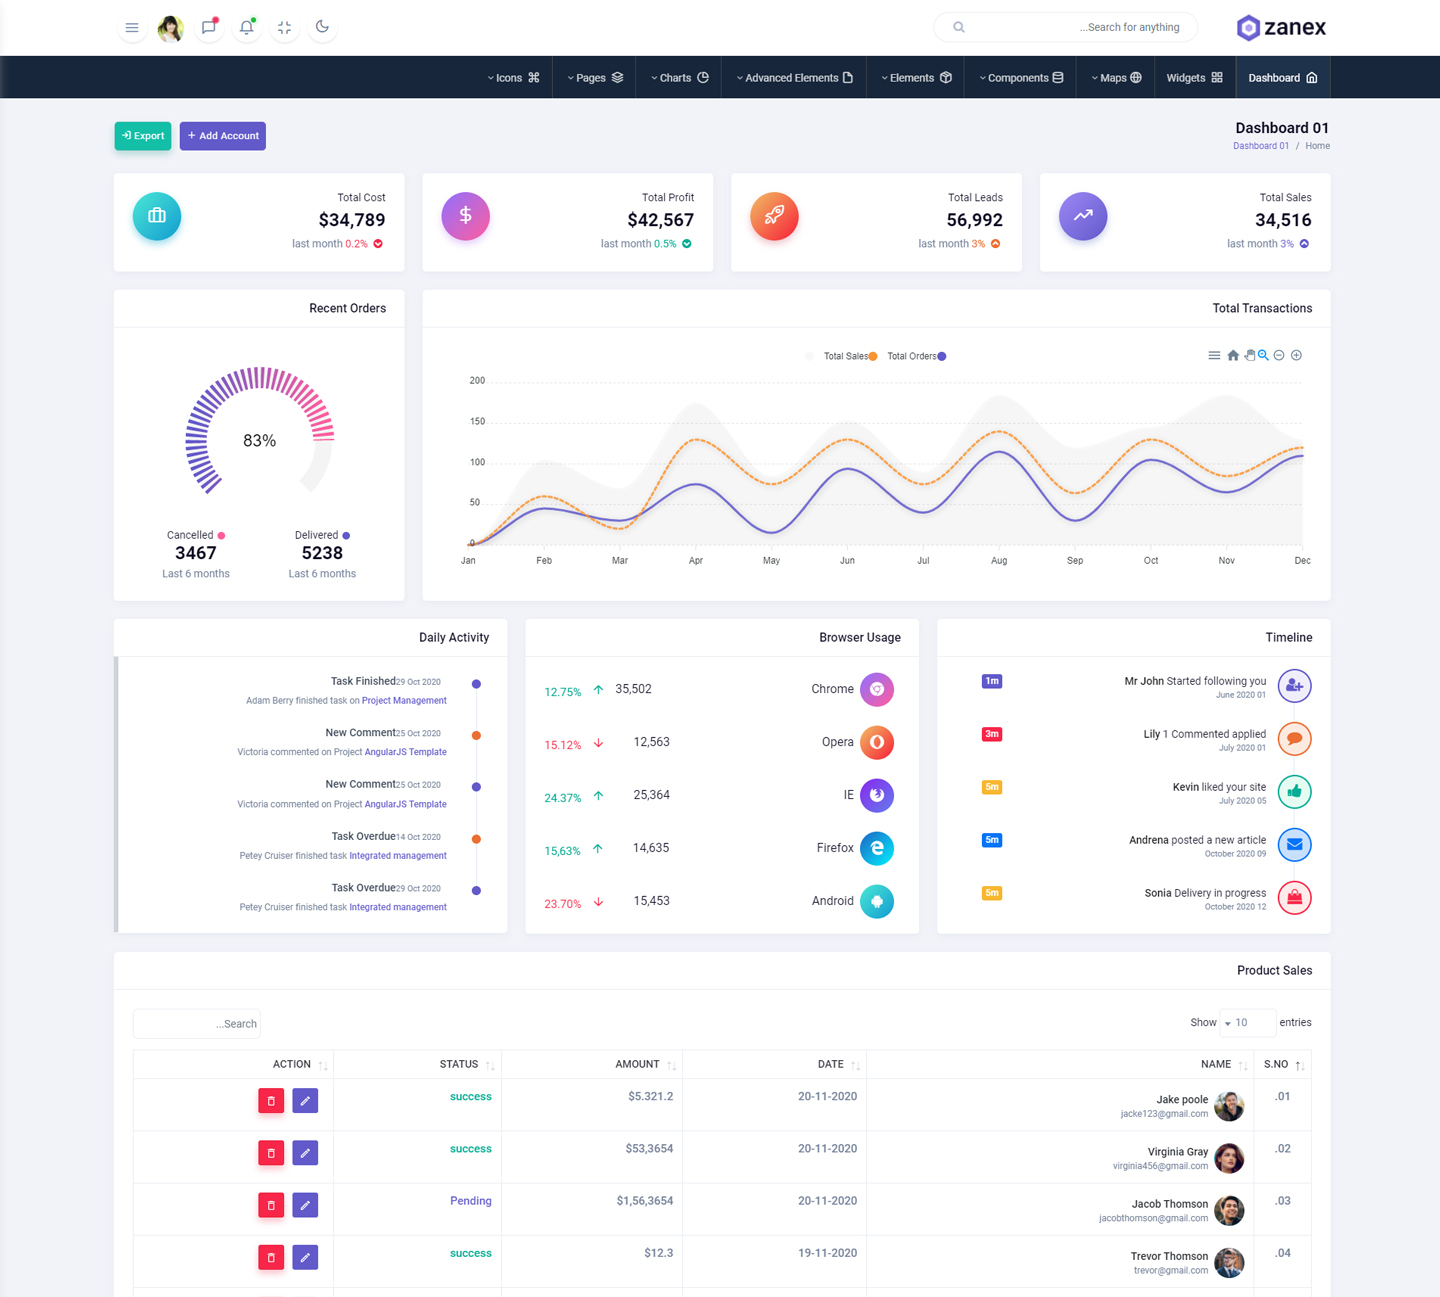 ...Search for anything
zanex
Icons
Pages
Charts
Advanced Elements
Elements
Components
Maps
Widgets
Dashboard
Export
+ Add Account
Dashboard 01
Dashboard 01 / Home
Total Cost
$34,789
last month 0.2%
Total Profit
$42,567
last month 0.5%
Total Leads
56,992
last month 3%
Total Sales
34,516
last month 3%
Recent Orders
83%
Cancelled
3467
Last 6 months
Delivered
5238
Last 6 months
Total Transactions
Total Sales
Total Orders
200
150
100
50
0
Jan Feb Mar Apr May Jun Jul Aug Sep Oct Nov Dec
Daily Activity
Task Finished29 Oct 2020
Adam Berry finished task on Project Management
New Comment25 Oct 2020
Victoria commented on Project AngularJS Template
New Comment25 Oct 2020
Victoria commented on Project AngularJS Template
Task Overdue14 Oct 2020
Petey Cruiser finished task Integrated management
Task Overdue29 Oct 2020
Petey Cruiser finished task Integrated management
Browser Usage
12.75% 35,502 Chrome
15.12% 12,563 Opera
24.37% 25,364 IE
15,63% 14,635 Firefox
23.70% 15,453 Android
Timeline
1m Mr John Started following you
June 2020 01
3m Lily 1 Commented applied
July 2020 01
5m Kevin liked your site
July 2020 05
5m Andrena posted a new article
October 2020 09
5m Sonia Delivery in progress
October 2020 12
Product Sales
...Search
Show 10 entries
ACTION STATUS AMOUNT DATE NAME S.NO
success $5.321.2 20-11-2020 Jake poole .01
jacke123@gmail.com
success $53,3654 20-11-2020 Virginia Gray .02
virginia456@gmail.com
Pending $1,56,3654 20-11-2020 Jacob Thomson .03
jacobthomson@gmail.com
success $12.3 19-11-2020 Trevor Thomson .04
trevor@gmail.com